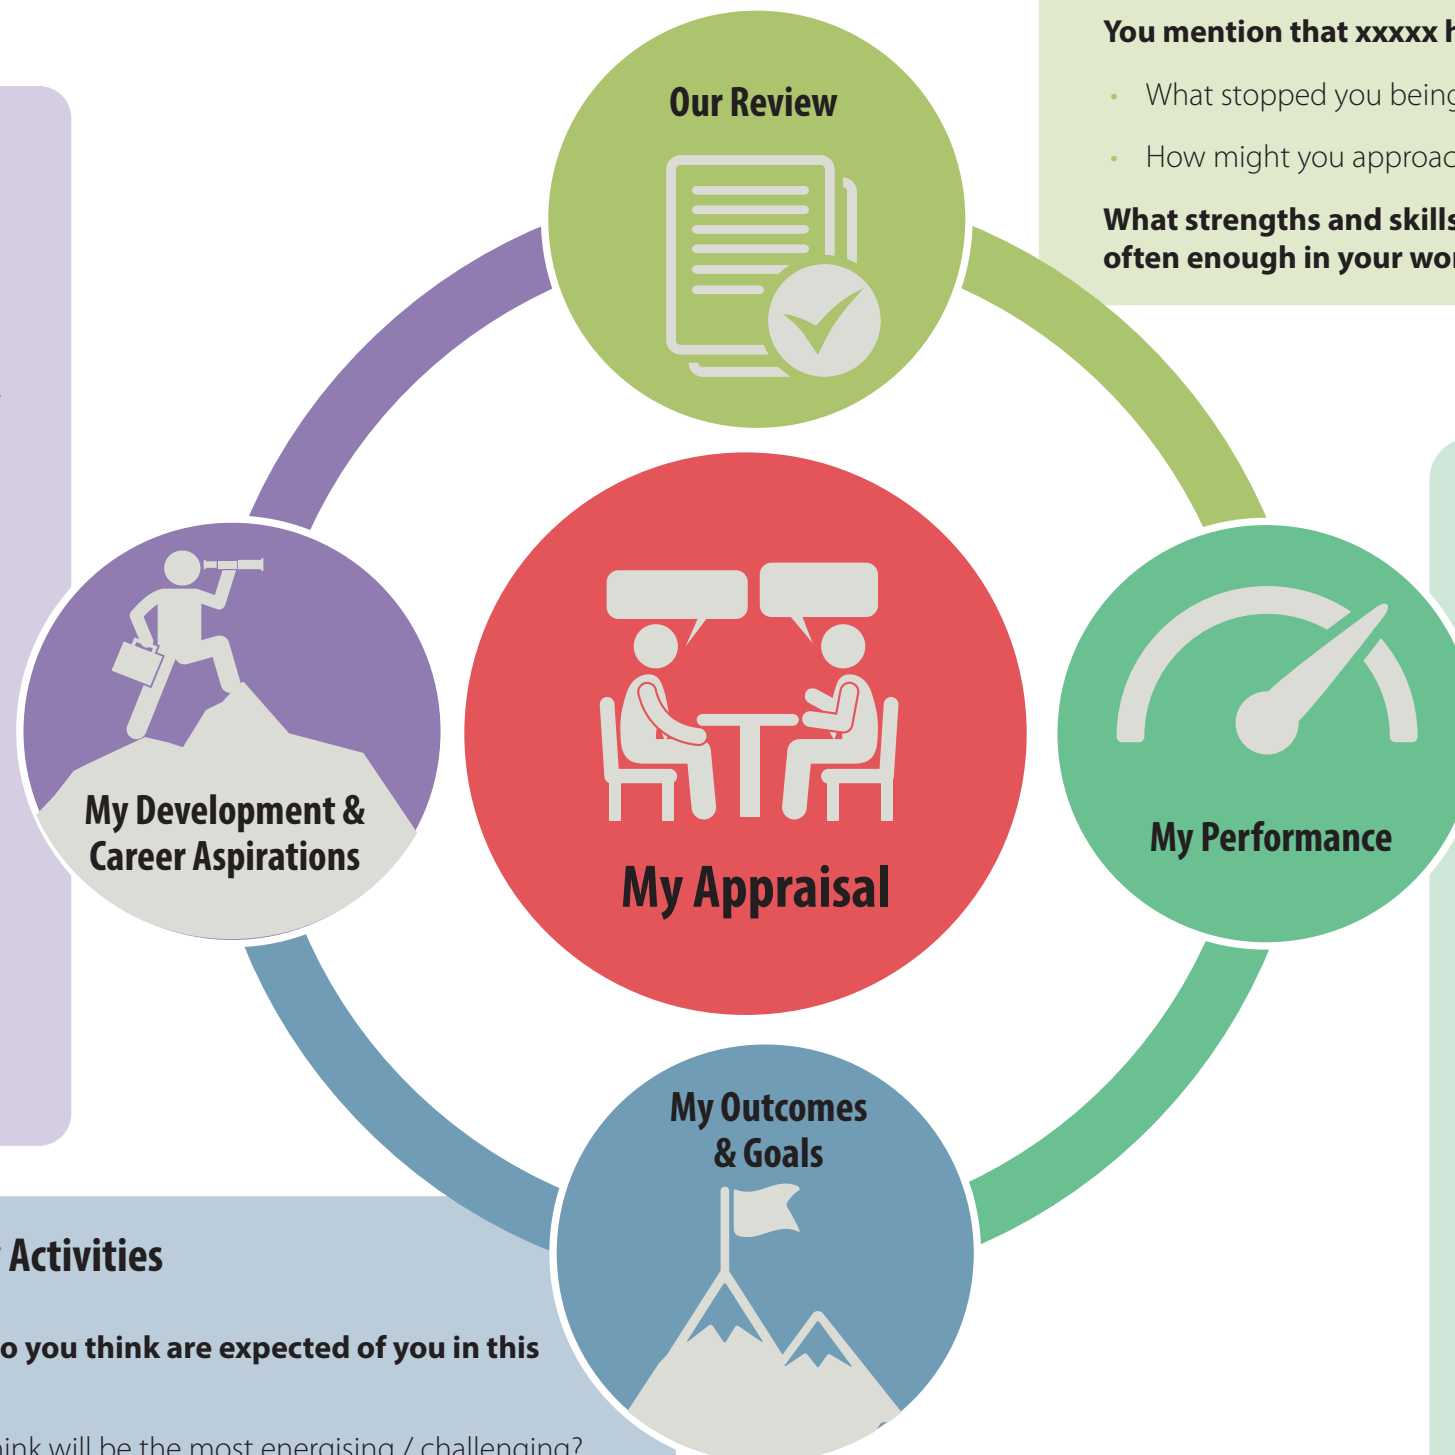 You mention that xxxxx
• What stopped you being
• How might you approac
What strengths and skills
often enough in your wor
Our Review
My Development &
Career Aspirations
My Appraisal
My Performance
My Outcomes
& Goals
Activities
o you think are expected of you in this
ink will be the most energising / challenging?